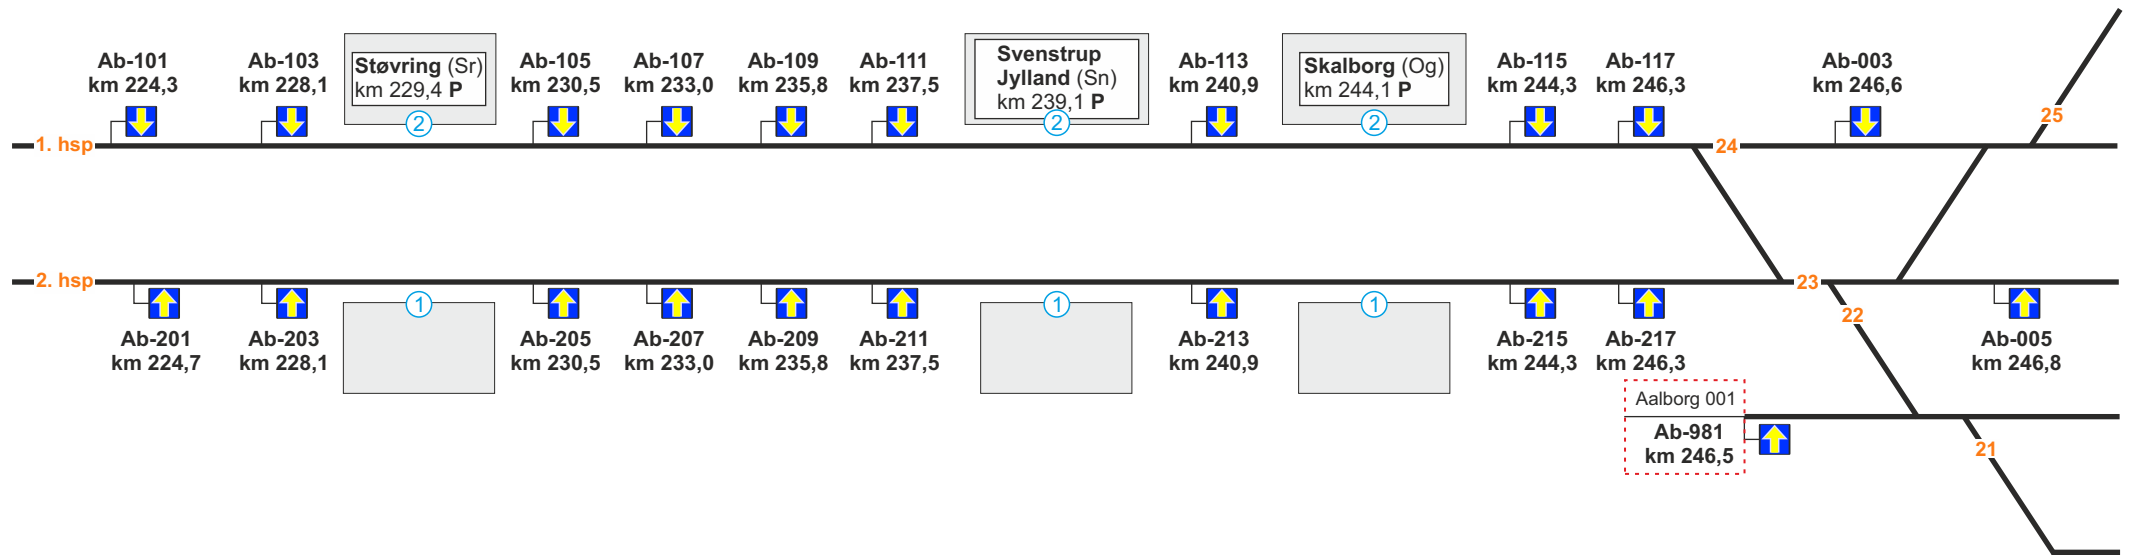 Ab-101
km 224,3
Ab-103
km 228,1
Støvring (Sr)
km 229,4 P
2
Ab-105
km 230,5
Ab-107
km 233,0
Ab-109
km 235,8
Ab-111
km 237,5
Svenstrup
Jylland (Sn)
km 239,1 P
2
Ab-113
km 240,9
Skalborg (Og)
km 244,1 P
2
Ab-115
km 244,3
Ab-117
km 246,3
Ab-003
km 246,6
25
1. hsp
24
2. hsp
23
22
1
1
1
Ab-201
km 224,7
Ab-203
km 228,1
Ab-205
km 230,5
Ab-207
km 233,0
Ab-209
km 235,8
Ab-211
km 237,5
Ab-213
km 240,9
Ab-215
km 244,3
Ab-217
km 246,3
Ab-005
km 246,8
Aalborg 001
Ab-981
km 246,5
21